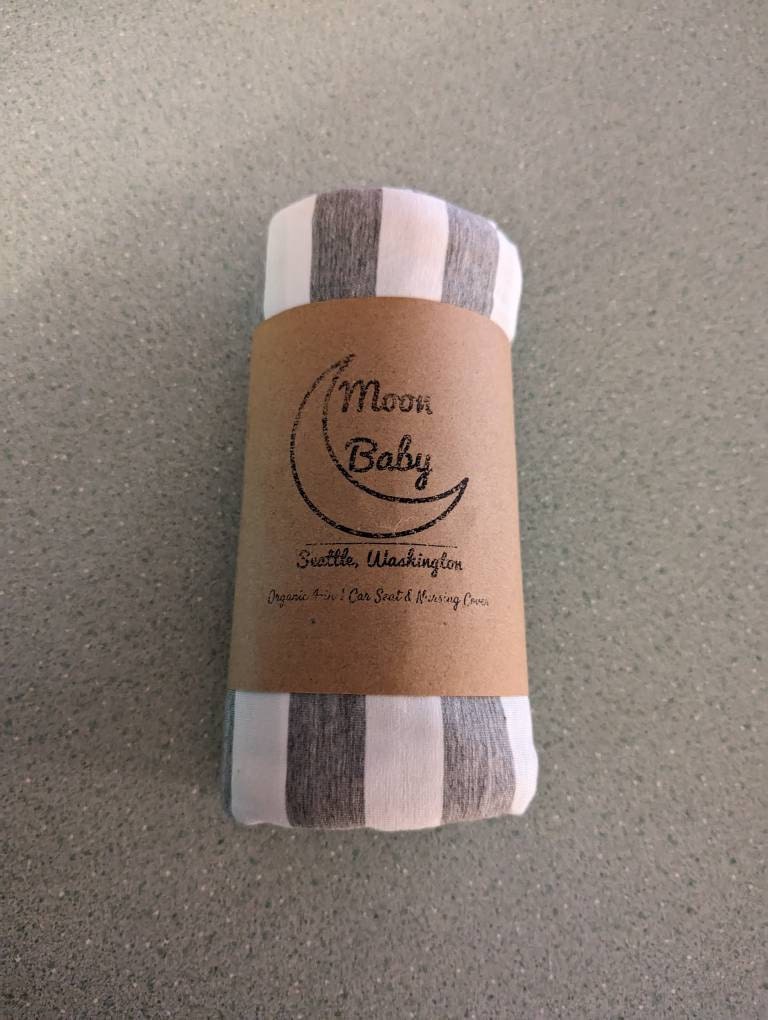 Moon
Baby
Seattle, Washington
Organic 4-in 1 Car Seat & Nursing Cover